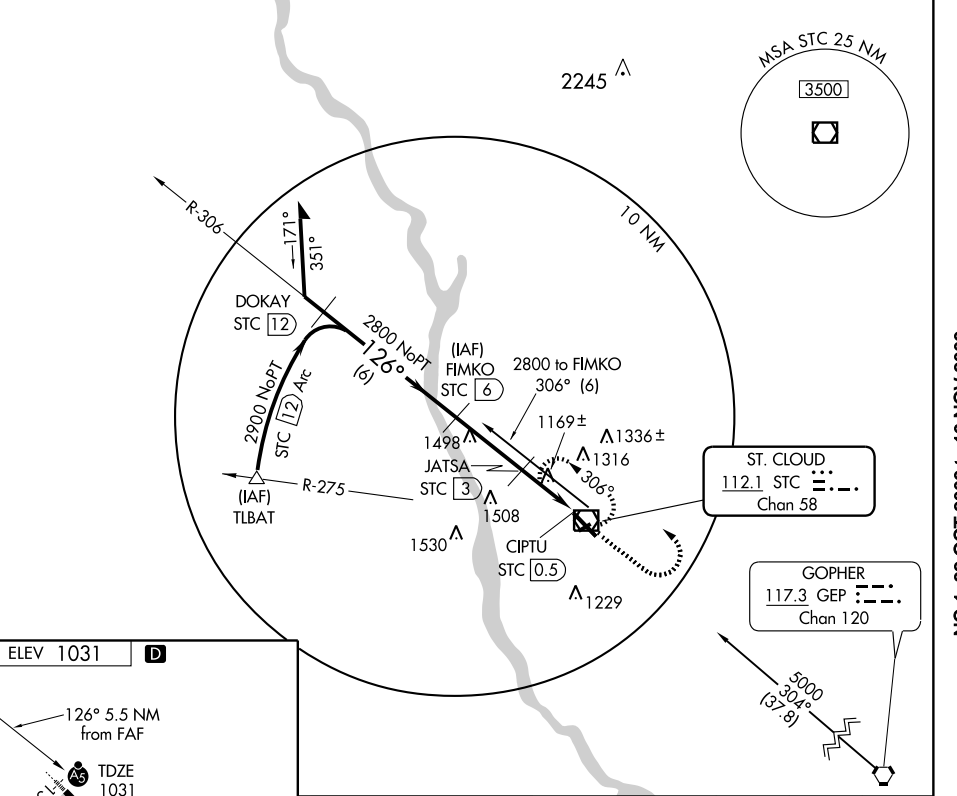 MSA STC 25 NM
3500
2245
10 NM
R-306
171°
351°
DOKAY
STC 12
2800 NoPT
126°
(6)
(IAF)
FIMKO
STC 6
2800 to FIMKO
306° (6)
2900 NoPT
STC 12 Arc
1169±
1336±
1498
1316
JATSA
STC 3
306°
ST. CLOUD
112.1 STC
Chan 58
(IAF)
TLBAT
R-275
1508
1530
CIPTU
STC 0.5
1229
GOPHER
117.3 GEP
Chan 120
5000
304°
(37.8)
ELEV 1031
D
126° 5.5 NM
from FAF
A5
TDZE
1031